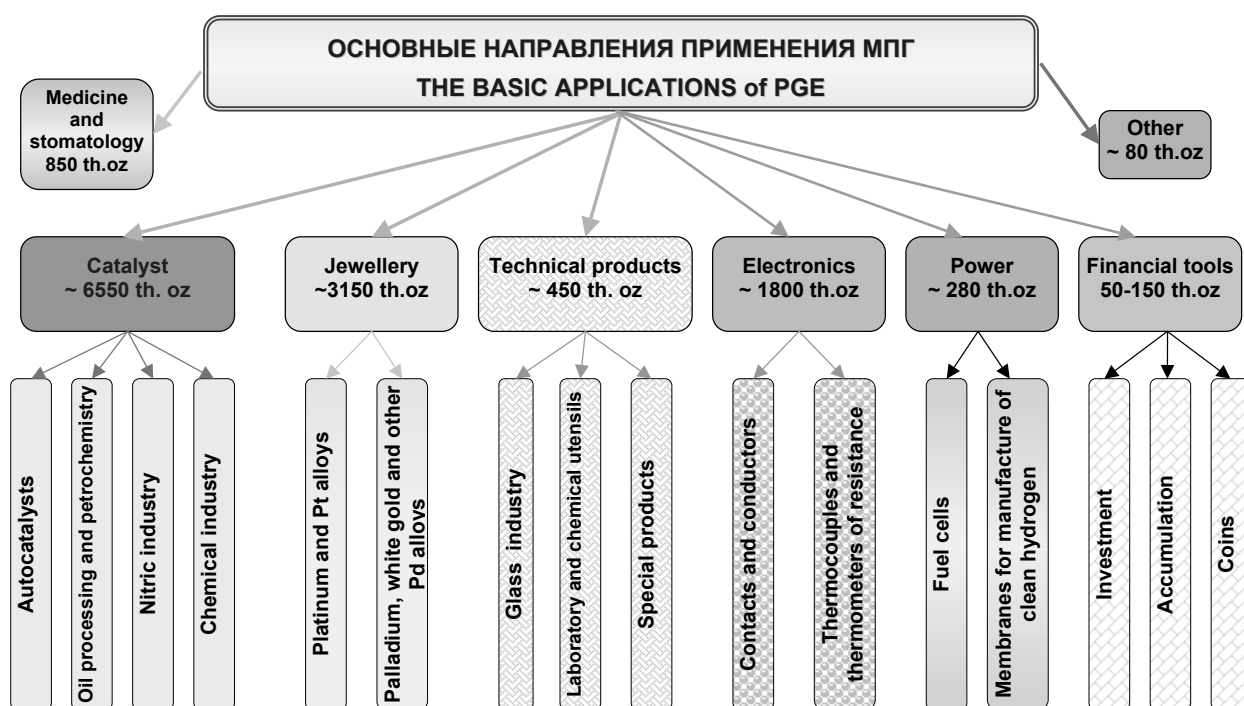 ОСНОВНЫЕ НАПРАВЛЕНИЯ ПРИМЕНЕНИЯ МПГ
THE BASIC APPLICATIONS of PGE
Medicine
and
stomatology
850 th.oz
Other
~ 80 th.oz
Catalyst
~ 6550 th. oz
Jewellery
~3150 th.oz
Technical products
~ 450 th. oz
Electronics
~ 1800 th.oz
Power
~ 280 th.oz
Financial tools
50-150 th.oz
Autocatalysts
Oil processing and petrochemistry
Nitric industry
Chemical industry
Platinum and Pt alloys
Palladium, white gold and other
Pd allovs
Glass industry
Laboratory and chemical utensils
Special products
Contacts and conductors
Thermocouples and
thermometers of resistance
Fuel cells
Membranes for manufacture of
clean hydrogen
Investment
Accumulation
Coins